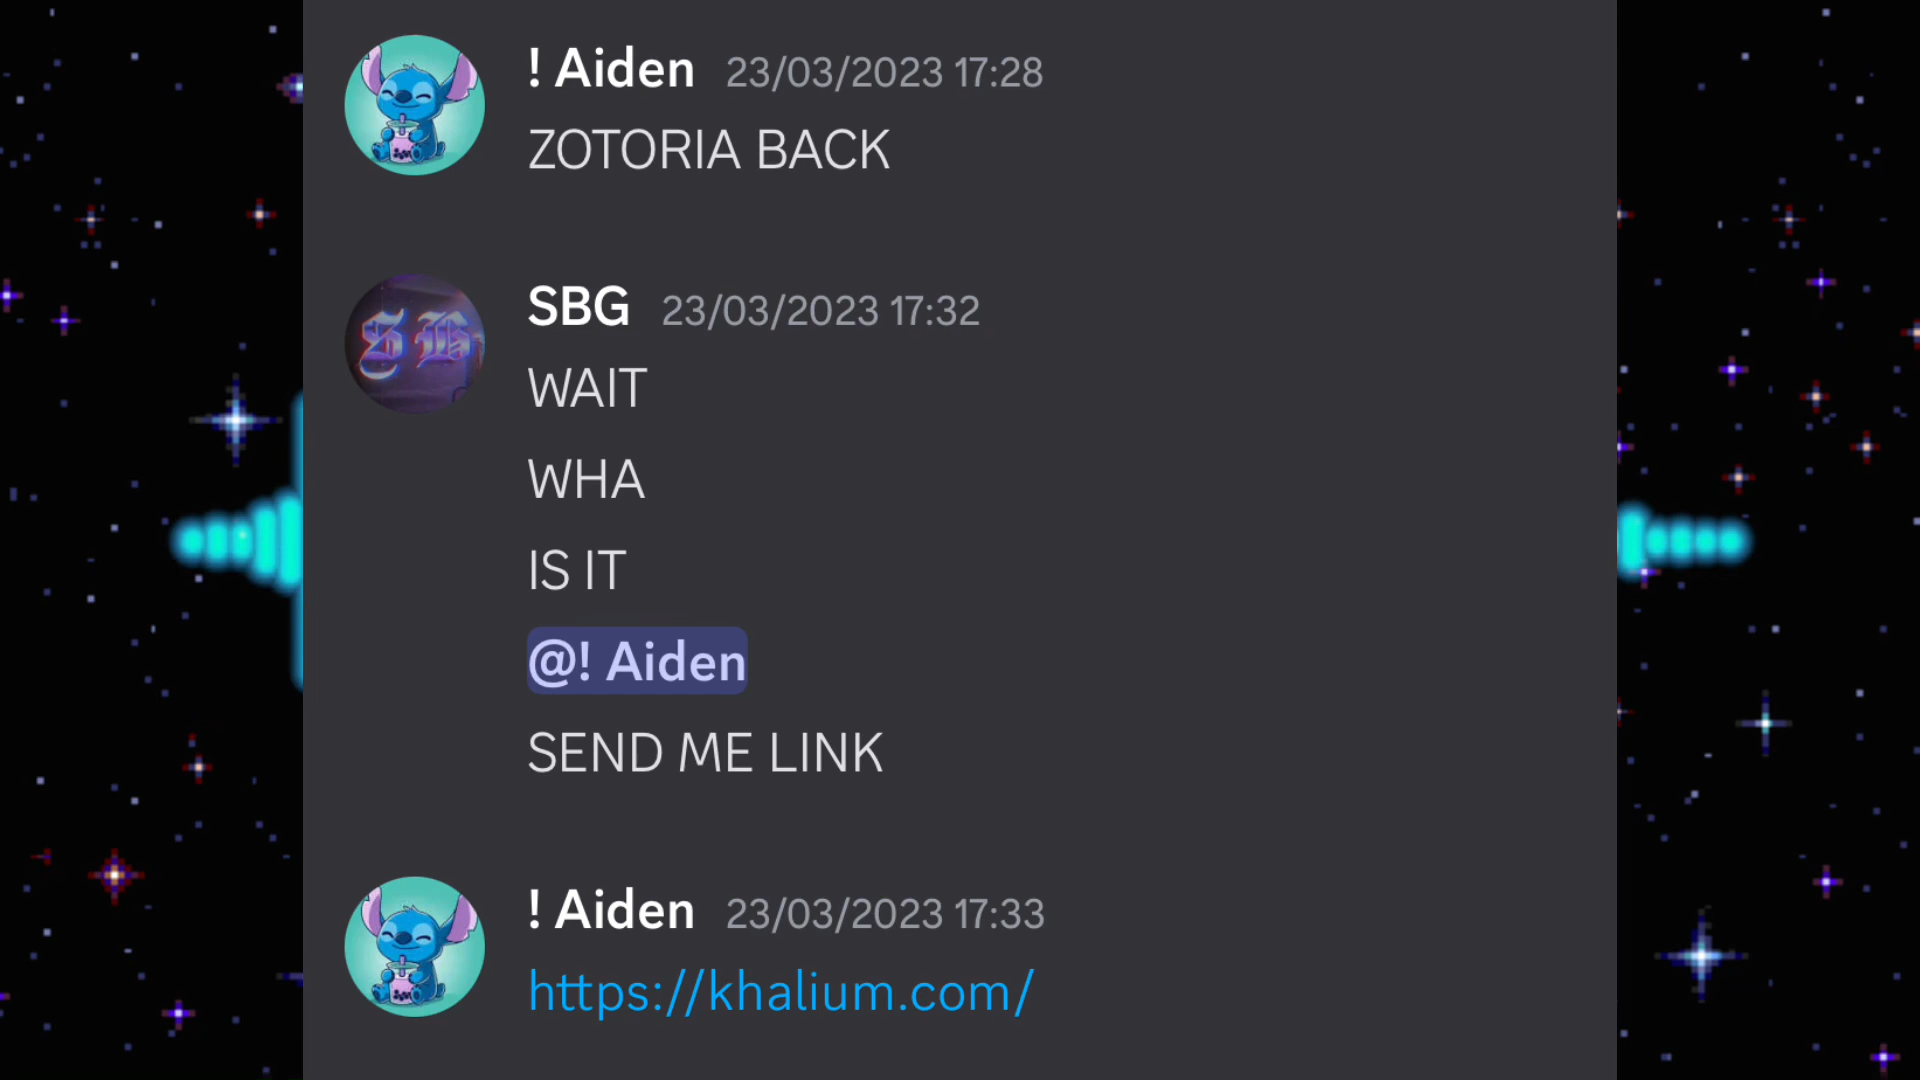 ! Aiden 23/03/2023 17:28
ZOTORIA BACK
SB
SBG 23/03/2023 17:32
WAIT
WHA
IS IT
@! Aiden
SEND ME LINK
! Aiden 23/03/2023 17:33
https://khalium.com/